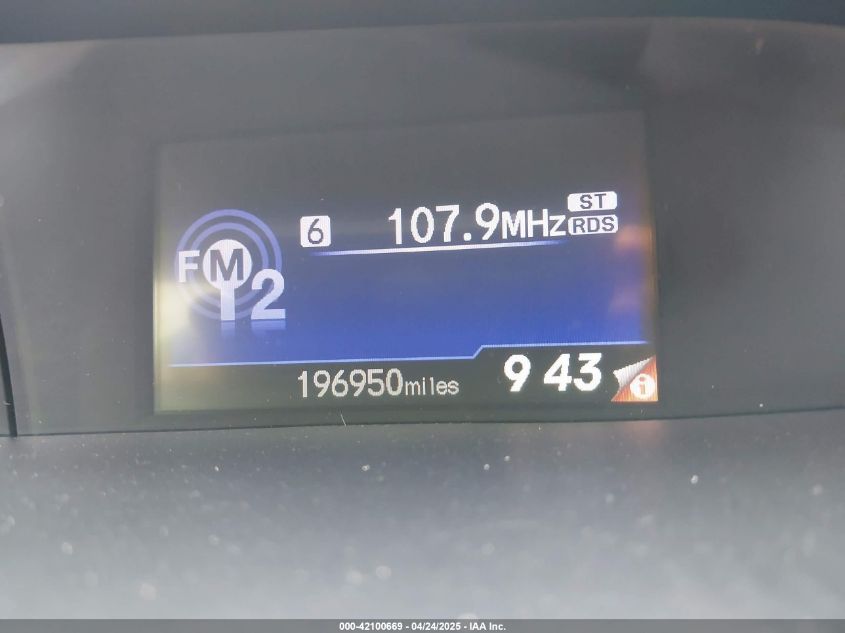 6 107.9MHz ST
RDS
FM
2
196950miles 9 43
i
000-42100669 - 04/24/2025 - IAA Inc.